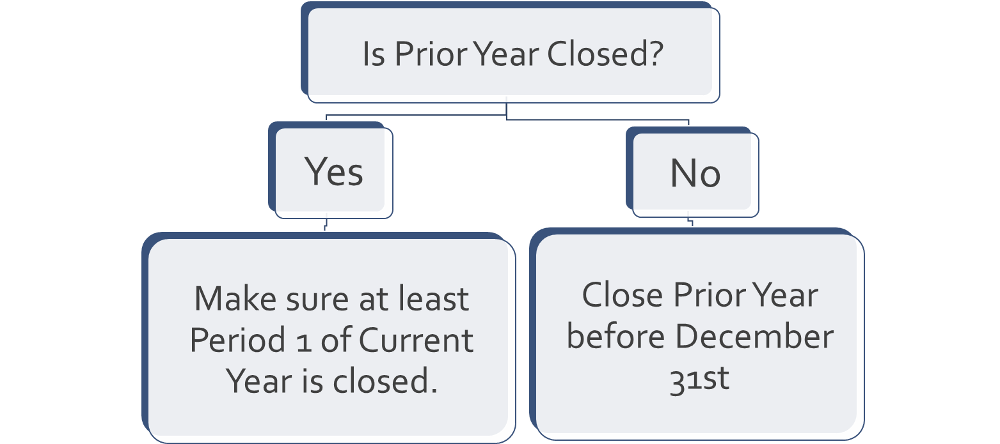 Is Prior Year Closed?
Yes
No
Make sure at least
Period 1 of Current
Year is closed.
Close Prior Year
before December
31st